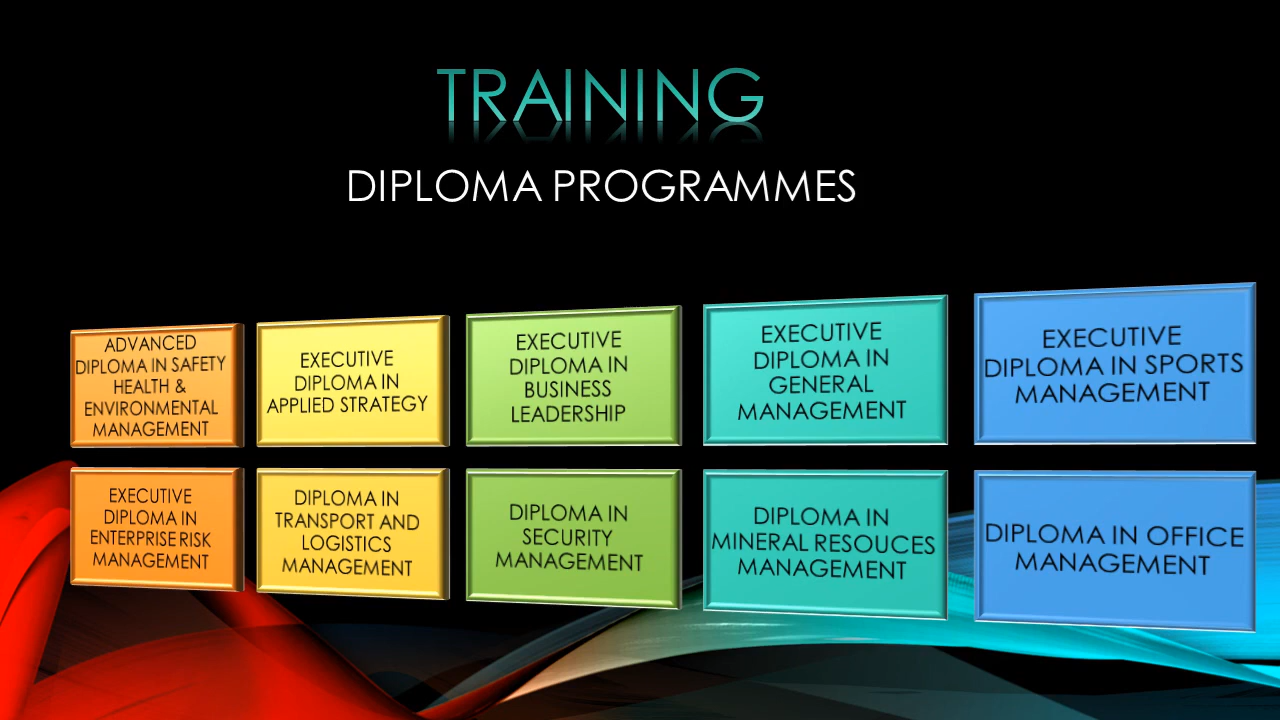 TRAINING
DIPLOMA PROGRAMMES
ADVANCED
DIPLOMA IN SAFETY
HEALTH &
ENVIRONMENTAL
MANAGEMENT
EXECUTIVE
DIPLOMA IN
APPLIED STRATEGY
EXECUTIVE
DIPLOMA IN
BUSINESS
LEADERSHIP
EXECUTIVE
DIPLOMA IN
GENERAL
MANAGEMENT
EXECUTIVE
DIPLOMA IN SPORTS
MANAGEMENT
EXECUTIVE
DIPLOMA IN
ENTERPRISE RISK
MANAGEMENT
DIPLOMA IN
TRANSPORT AND
LOGISTICS
MANAGEMENT
DIPLOMA IN
SECURITY
MANAGEMENT
DIPLOMA IN
MINERAL RESOUCES
MANAGEMENT
DIPLOMA IN OFFICE
MANAGEMENT